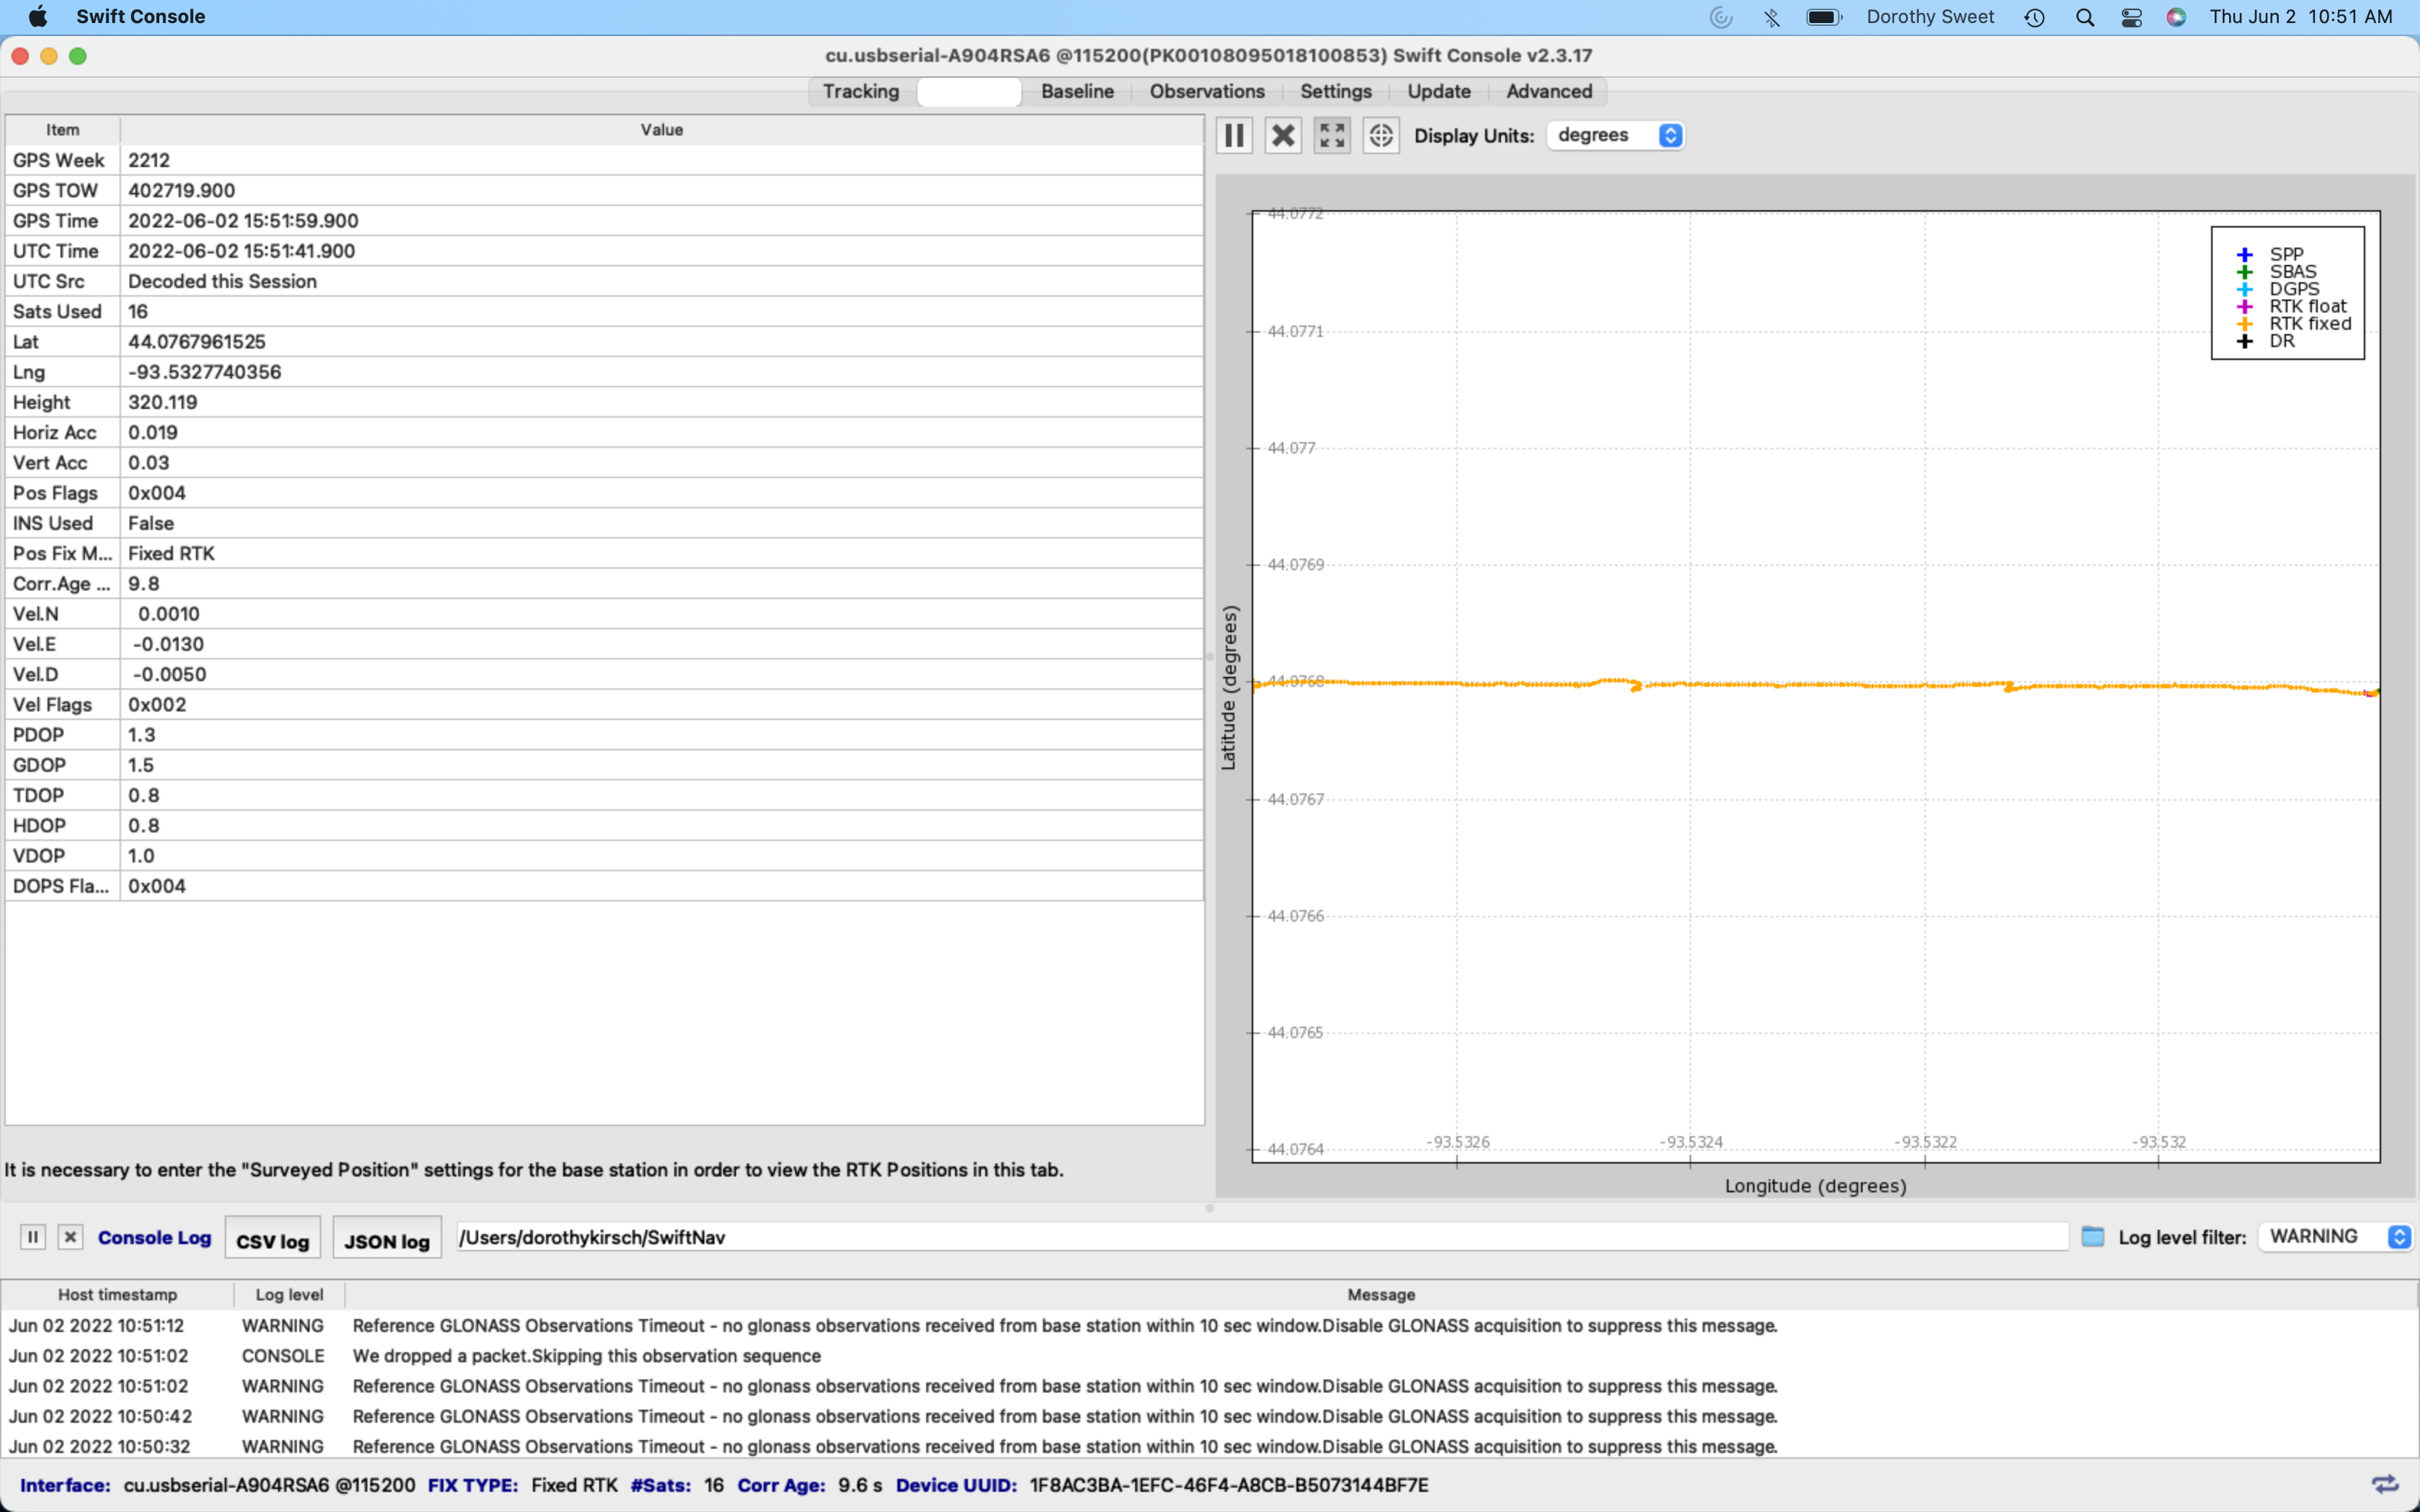 Swift Console Dorothy Sweet Thu Jun 2 10:51 AM
cu.usbserial-A904RSA6 @115200(PK00108095018100853) Swift Console v2.3.17
Tracking Baseline Observations Settings Update Advanced
Item Value
GPS Week 2212
GPS TOW 402719.900
GPS Time 2022-06-02 15:51:59.900
UTC Time 2022-06-02 15:51:41.900
UTC Src Decoded this Session
Sats Used 16
Lat 44.0767961525
Lng -93.5327740356
Height 320.119
Horiz Acc 0.019
Vert Acc 0.03
Pos Flags 0x004
INS Used False
Pos Fix M... Fixed RTK
Corr.Age ... 9.8
Vel.N 0.0010
Vel.E -0.0130
Vel.D -0.0050
Vel Flags 0x002
PDOP 1.3
GDOP 1.5
TDOP 0.8
HDOP 0.8
VDOP 1.0
DOPS Fla... 0x004
It is necessary to enter the "Surveyed Position" settings for the base station in order to view the RTK Positions in this tab.
Display Units: degrees
44.0772
44.0771
44.077
44.0769
44.0768
44.0767
44.0766
44.0765
44.0764
Latitude (degrees)
SPP
SBAS
DGPS
RTK float
RTK fixed
DR
-93.5326 -93.5324 -93.5322 -93.532
Longitude (degrees)
Console Log CSV log JSON log /Users/dorothykirsch/SwiftNav Log level filter: WARNING
Host timestamp Log level Message
Jun 02 2022 10:51:12 WARNING Reference GLONASS Observations Timeout - no glonass observations received from base station within 10 sec window.Disable GLONASS acquisition to suppress this message.
Jun 02 2022 10:51:02 CONSOLE We dropped a packet.Skipping this observation sequence
Jun 02 2022 10:51:02 WARNING Reference GLONASS Observations Timeout - no glonass observations received from base station within 10 sec window.Disable GLONASS acquisition to suppress this message.
Jun 02 2022 10:50:42 WARNING Reference GLONASS Observations Timeout - no glonass observations received from base station within 10 sec window.Disable GLONASS acquisition to suppress this message.
Jun 02 2022 10:50:32 WARNING Reference GLONASS Observations Timeout - no glonass observations received from base station within 10 sec window.Disable GLONASS acquisition to suppress this message.
Interface: cu.usbserial-A904RSA6 @115200 FIX TYPE: Fixed RTK #Sats: 16 Corr Age: 9.6 s Device UUID: 1F8AC3BA-1EFC-46F4-A8CB-B5073144BF7E